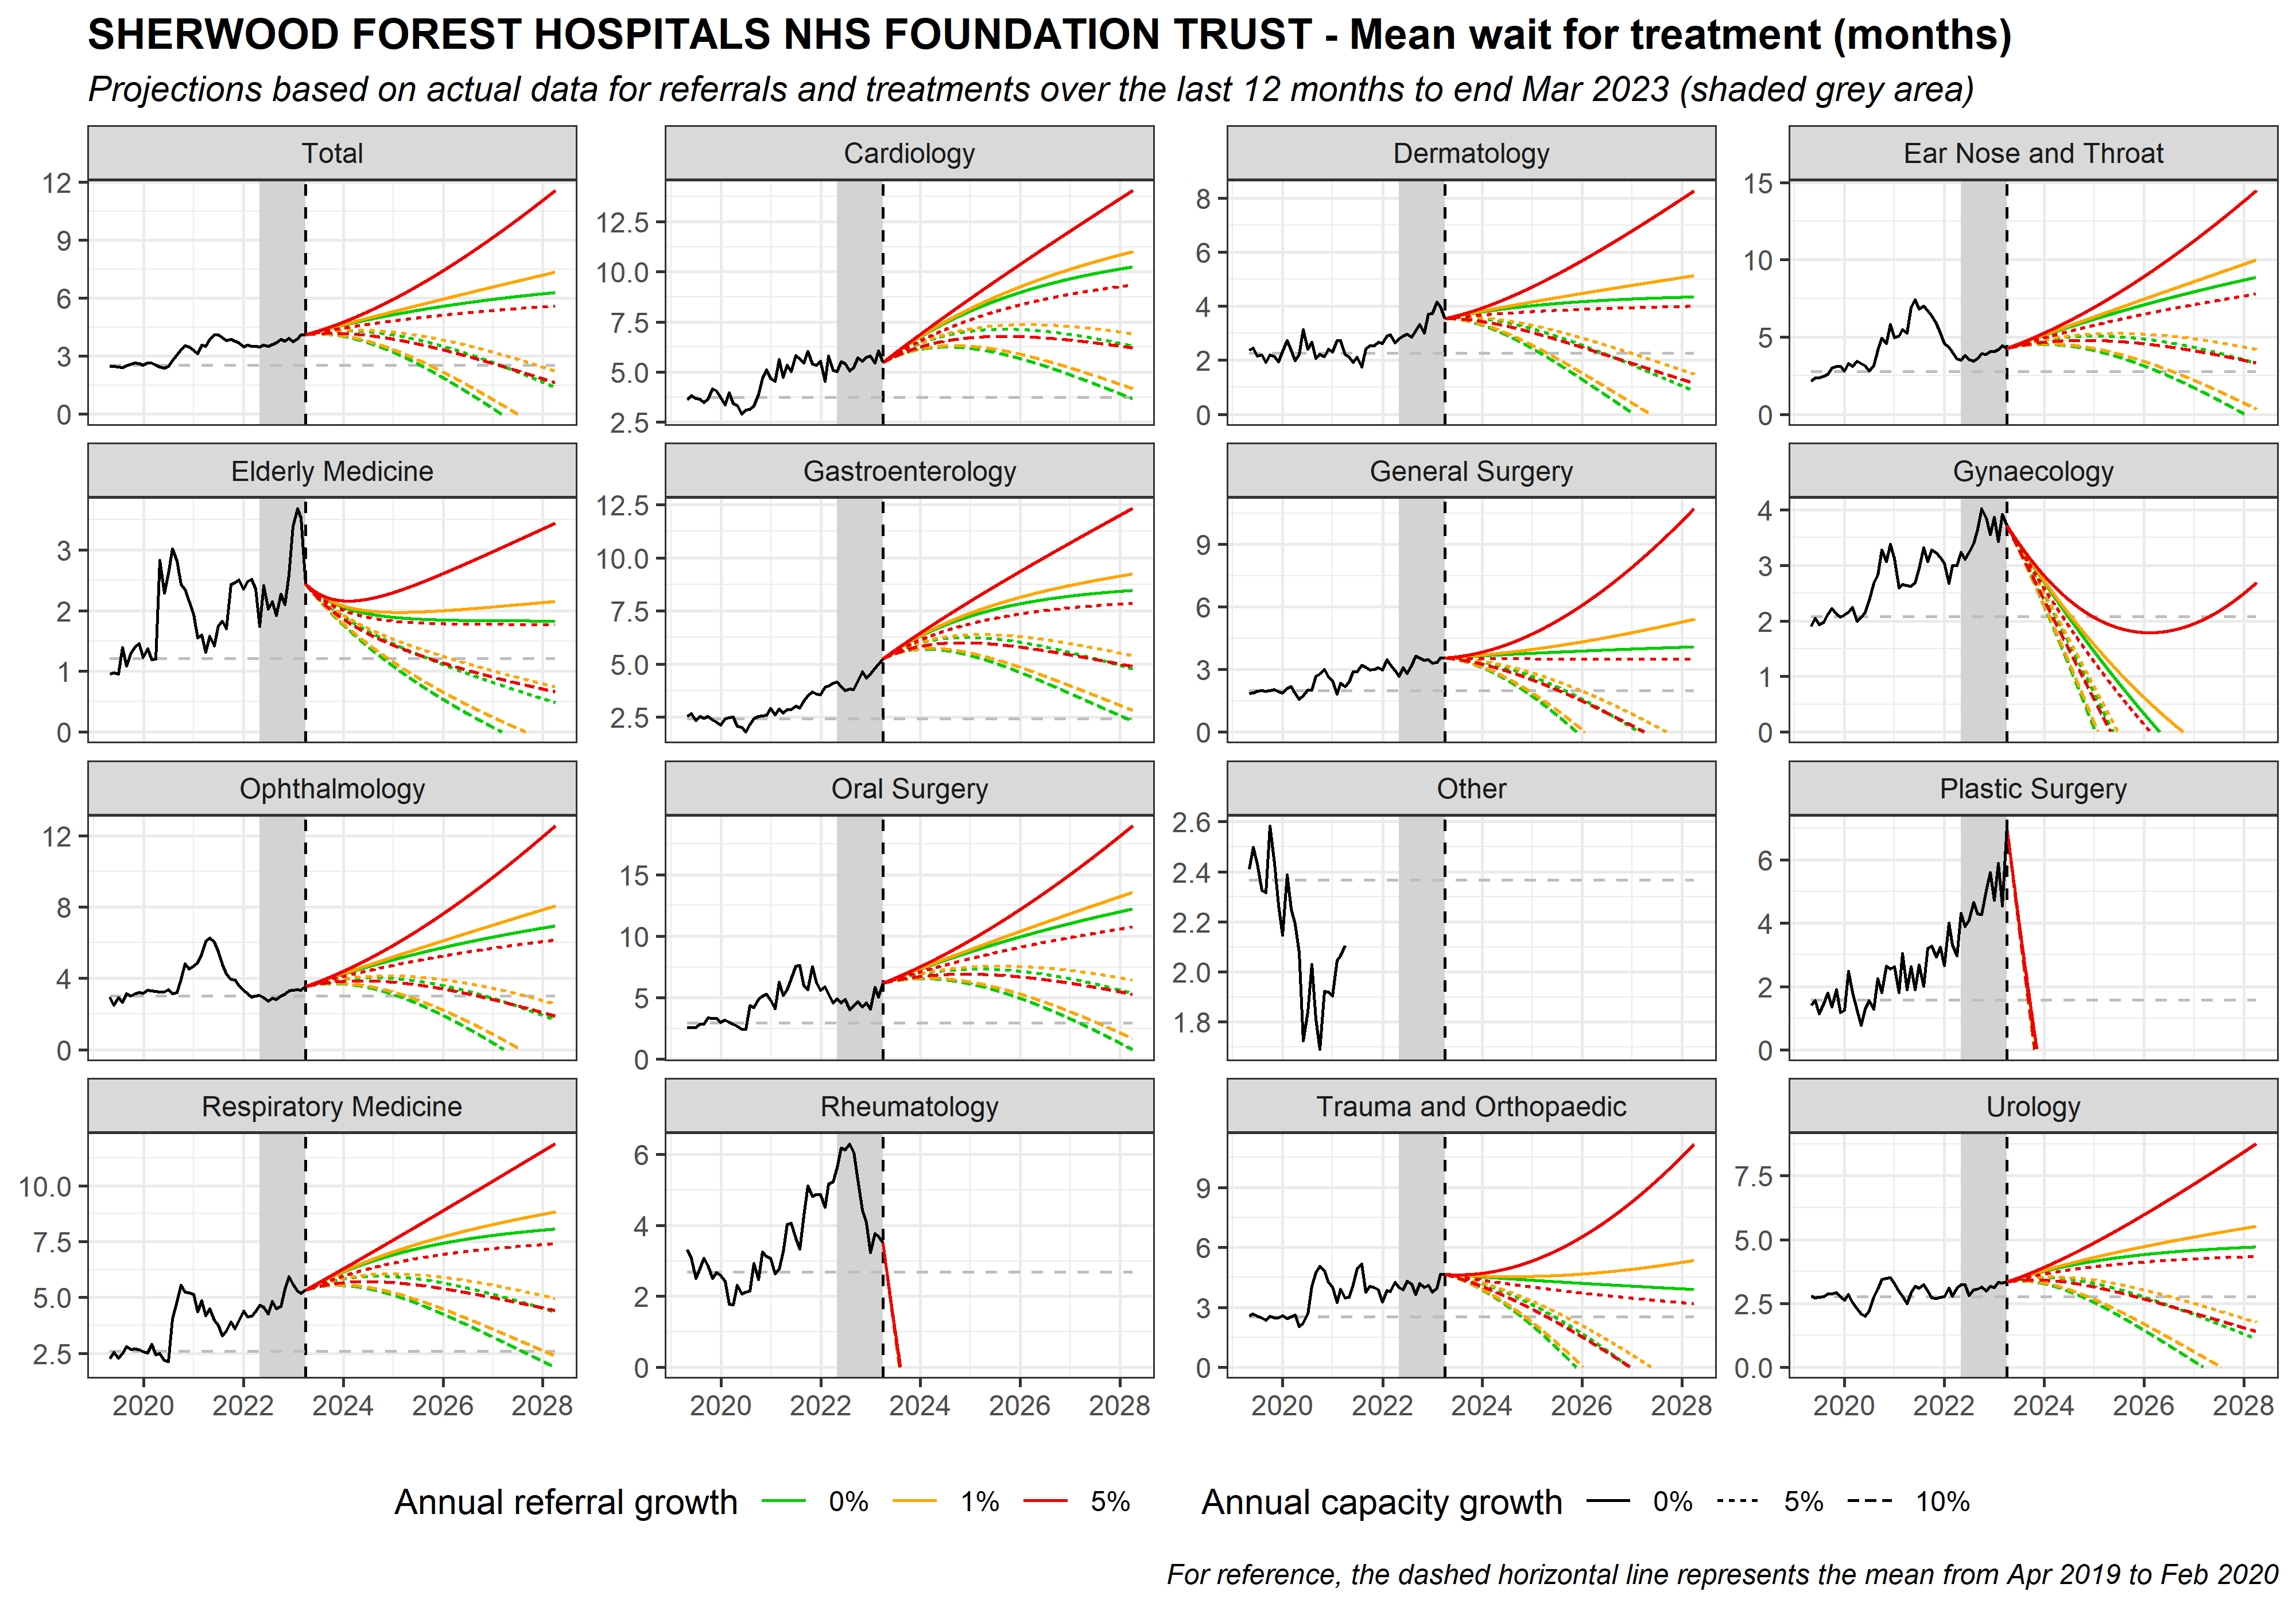 SHERWOOD FOREST HOSPITALS NHS FOUNDATION TRUST - Mean wait for treatment (months)
Projections based on actual data for referrals and treatments over the last 12 months to end Mar 2023 (shaded grey area)
Total
Cardiology
Dermatology
Ear Nose and Throat
12
9
6
3
0
12.5
10.0
7.5
5.0
2.5
8
6
4
2
0
15
10
5
0
Elderly Medicine
Gastroenterology
General Surgery
Gynaecology
3
2
1
0
12.5
10.0
7.5
5.0
2.5
9
6
3
0
4
3
2
1
0
Ophthalmology
Oral Surgery
Other
Plastic Surgery
12
8
4
0
15
10
5
0
2.6
2.4
2.2
2.0
1.8
6
4
2
0
Respiratory Medicine
Rheumatology
Trauma and Orthopaedic
Urology
10.0
7.5
5.0
2.5
6
4
2
0
9
6
3
0
7.5
5.0
2.5
0.0
2020 2022 2024 2026 2028
2020 2022 2024 2026 2028
2020 2022 2024 2026 2028
2020 2022 2024 2026 2028
Annual referral growth 0% 1% 5%
Annual capacity growth 0% 5% 10%
For reference, the dashed horizontal line represents the mean from Apr 2019 to Feb 2020